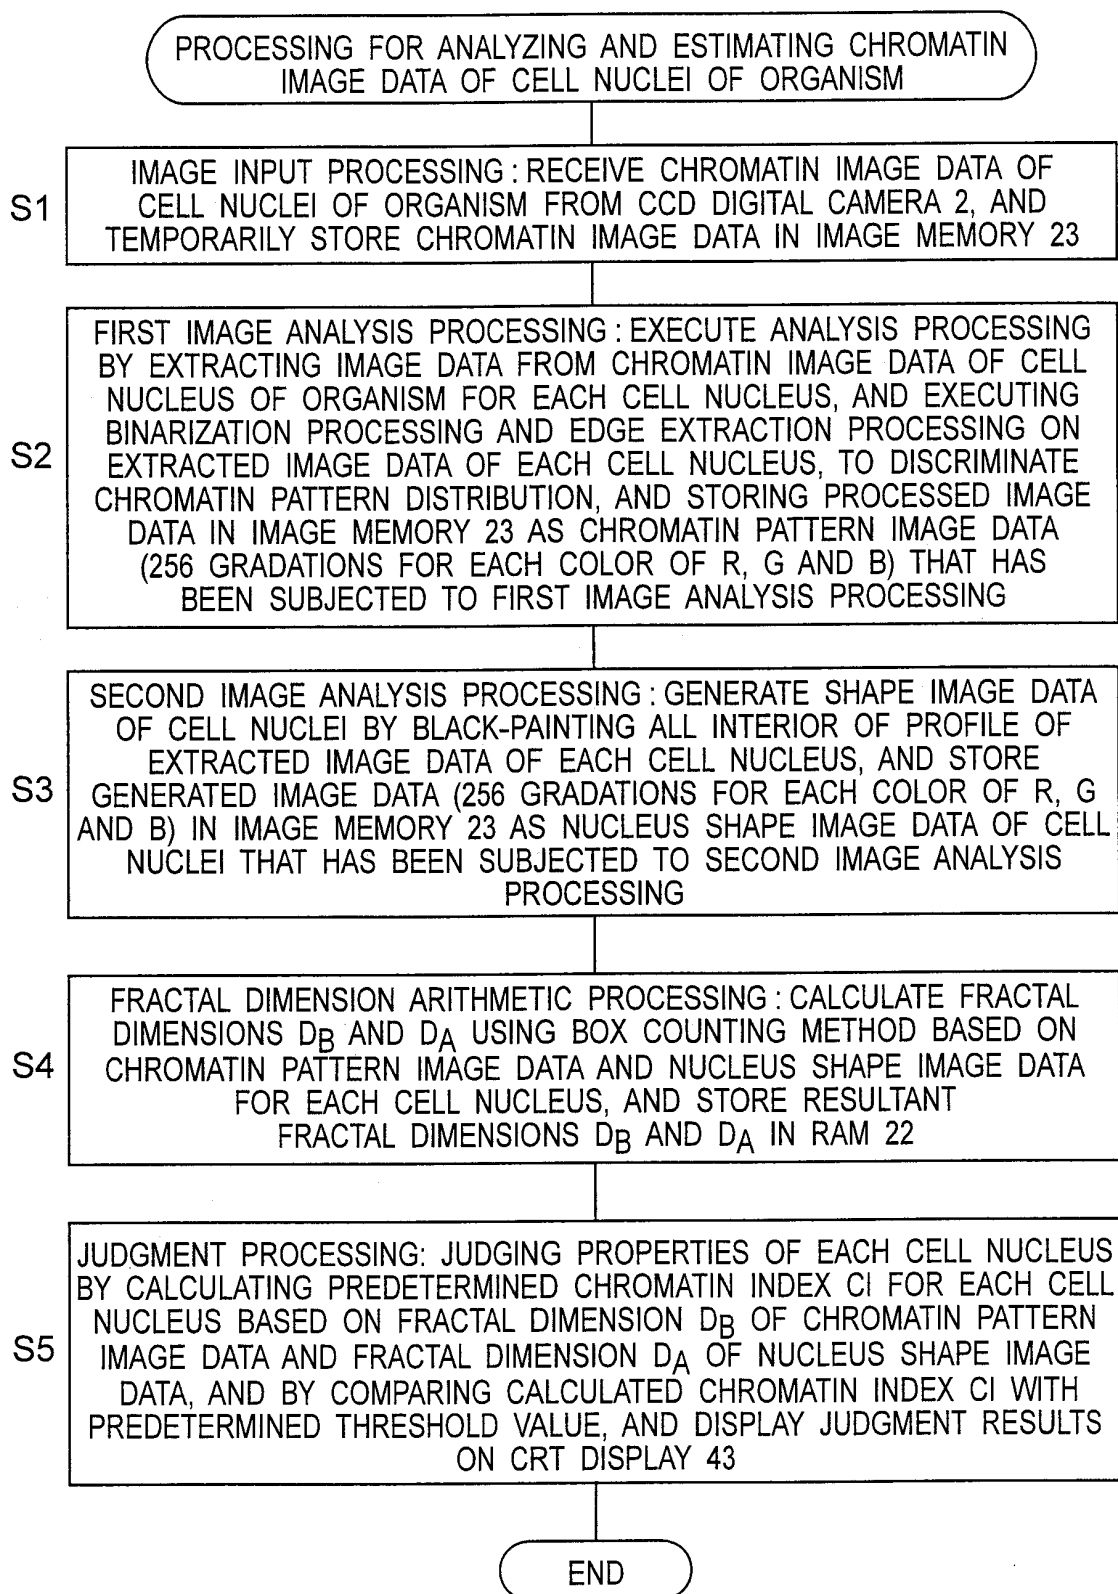 PROCESSING FOR ANALYZING AND ESTIMATING CHROMATIN
IMAGE DATA OF CELL NUCLEI OF ORGANISM
S1
IMAGE INPUT PROCESSING : RECEIVE CHROMATIN IMAGE DATA OF
CELL NUCLEI OF ORGANISM FROM CCD DIGITAL CAMERA 2, AND
TEMPORARILY STORE CHROMATIN IMAGE DATA IN IMAGE MEMORY 23
S2
FIRST IMAGE ANALYSIS PROCESSING : EXECUTE ANALYSIS PROCESSING
BY EXTRACTING IMAGE DATA FROM CHROMATIN IMAGE DATA OF CELL
NUCLEUS OF ORGANISM FOR EACH CELL NUCLEUS, AND EXECUTING
BINARIZATION PROCESSING AND EDGE EXTRACTION PROCESSING ON
EXTRACTED IMAGE DATA OF EACH CELL NUCLEUS, TO DISCRIMINATE
CHROMATIN PATTERN DISTRIBUTION, AND STORING PROCESSED IMAGE
DATA IN IMAGE MEMORY 23 AS CHROMATIN PATTERN IMAGE DATA
(256 GRADATIONS FOR EACH COLOR OF R, G AND B) THAT HAS
BEEN SUBJECTED TO FIRST IMAGE ANALYSIS PROCESSING
S3
SECOND IMAGE ANALYSIS PROCESSING : GENERATE SHAPE IMAGE DATA
OF CELL NUCLEI BY BLACK-PAINTING ALL INTERIOR OF PROFILE OF
EXTRACTED IMAGE DATA OF EACH CELL NUCLEUS, AND STORE
GENERATED IMAGE DATA (256 GRADATIONS FOR EACH COLOR OF R, G
AND B) IN IMAGE MEMORY 23 AS NUCLEUS SHAPE IMAGE DATA OF CELL
NUCLEI THAT HAS BEEN SUBJECTED TO SECOND IMAGE ANALYSIS
PROCESSING
S4
FRACTAL DIMENSION ARITHMETIC PROCESSING : CALCULATE FRACTAL
DIMENSIONS DB AND DA USING BOX COUNTING METHOD BASED ON
CHROMATIN PATTERN IMAGE DATA AND NUCLEUS SHAPE IMAGE DATA
FOR EACH CELL NUCLEUS, AND STORE RESULTANT
FRACTAL DIMENSIONS DB AND DA IN RAM 22
S5
JUDGMENT PROCESSING: JUDGING PROPERTIES OF EACH CELL NUCLEUS
BY CALCULATING PREDETERMINED CHROMATIN INDEX CI FOR EACH CELL
NUCLEUS BASED ON FRACTAL DIMENSION DB OF CHROMATIN PATTERN
IMAGE DATA AND FRACTAL DIMENSION DA OF NUCLEUS SHAPE IMAGE
DATA, AND BY COMPARING CALCULATED CHROMATIN INDEX CI WITH
PREDETERMINED THRESHOLD VALUE, AND DISPLAY JUDGMENT RESULTS
ON CRT DISPLAY 43
END